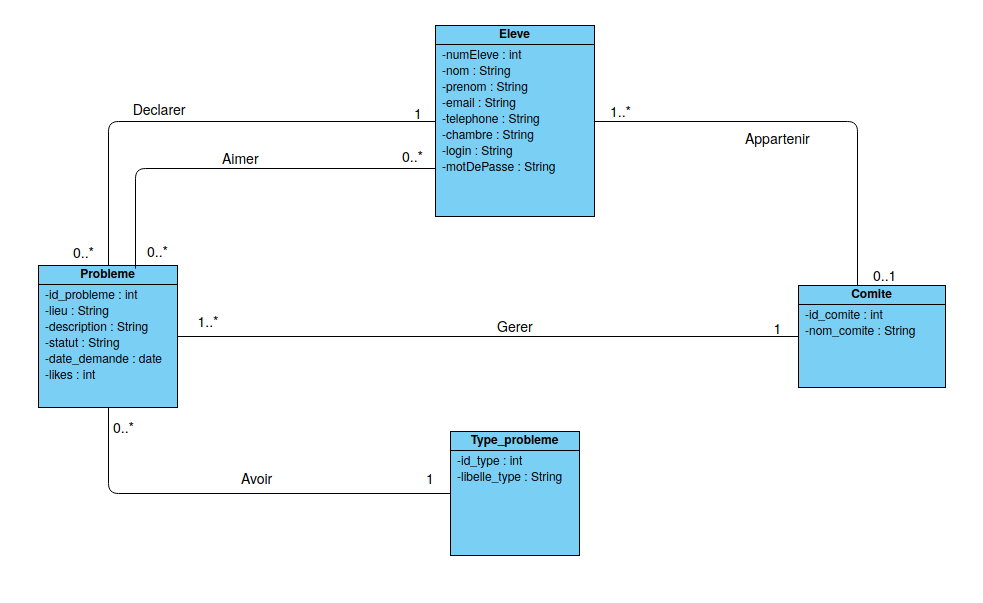 Eleve
-numEleve : int
-nom : String
-prenom : String
-email : String
-telephone : String
-chambre : String
-login : String
-motDePasse : String
Declarer
1
1..*
Appartenir
Aimer
0..*
0..*
0..*
0..1
Probleme
-id_probleme : int
-lieu : String
-description : String
-statut : String
-date_demande : date
-likes : int
Comite
-id_comite : int
-nom_comite : String
1..*
Gerer
1
0..*
Avoir
1
Type_probleme
-id_type : int
-libelle_type : String